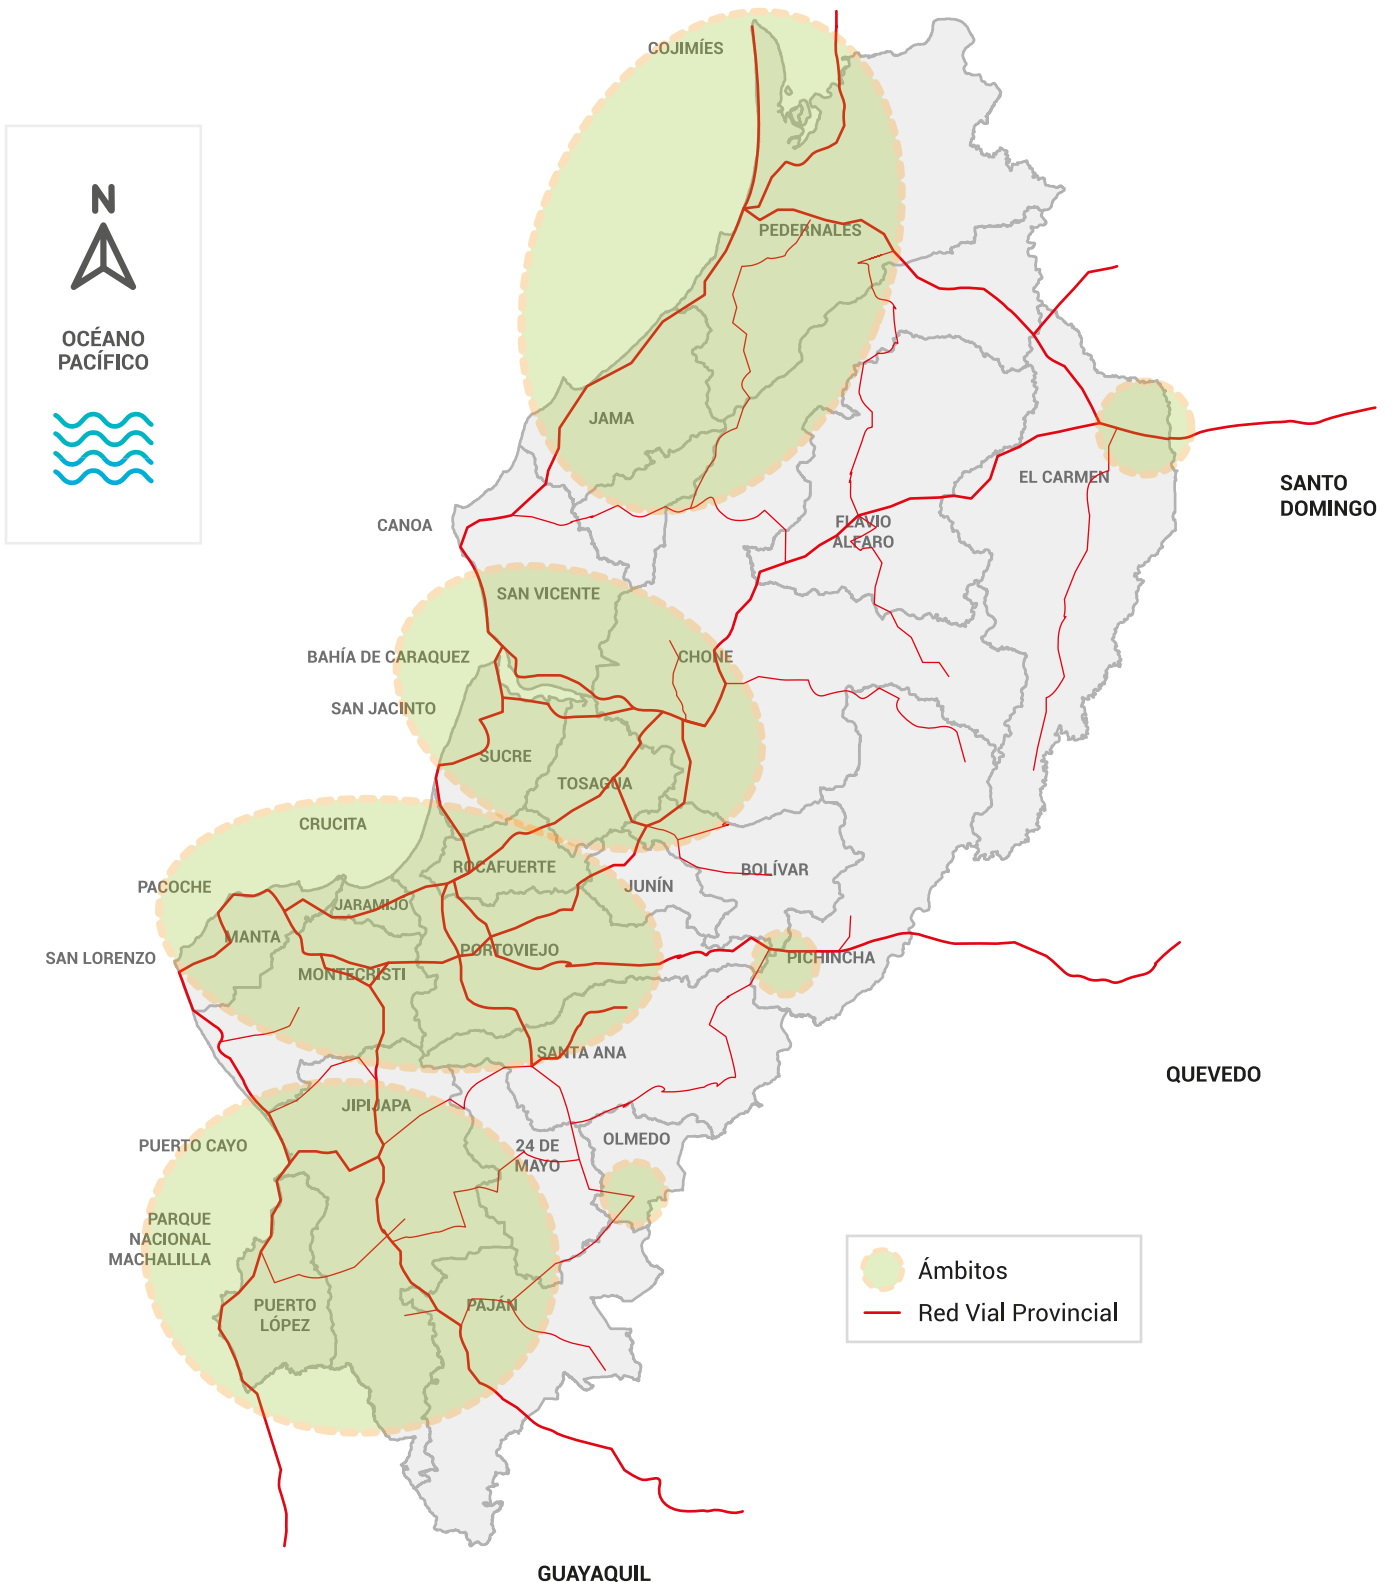 COJIMÍES
N
OCÉANO
PACÍFICO
PEDERNALES
JAMA
EL CARMEN
SANTO
DOMINGO
CANOA
FLAVIO
ALFARO
SAN VICENTE
BAHÍA DE CARAQUEZ
CHONE
SAN JACINTO
SUCRE
TOSAGUA
CRUCITA
ROCAFUERTE
BOLÍVAR
PACOCHE
JUNÍN
JARAMIJO
MANTA
PORTOVIEJO
SAN LORENZO
PICHINCHA
MONTECRISTI
SANTA ANA
QUEVEDO
JIPIJAPA
PUERTO CAYO
24 DE
MAYO
OLMEDO
PARQUE
NACIONAL
MACHALILLA
PUERTO
LÓPEZ
PAJÁN
Ámbitos
Red Vial Provincial
GUAYAQUIL